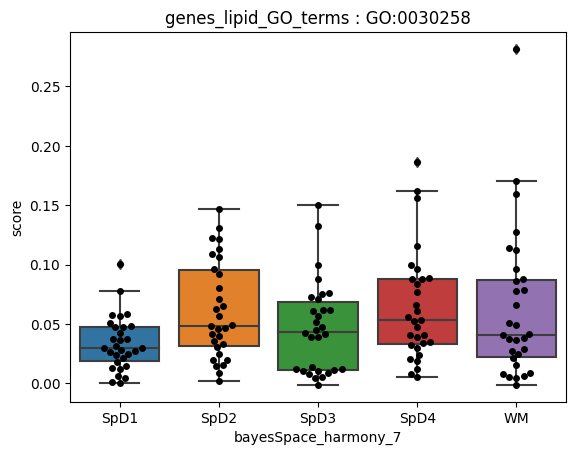 genes_lipid_GO_terms : GO:0030258
score
0.25
0.20
0.15
0.10
0.05
0.00
SpD1 SpD2 SpD3 SpD4 WM
bayesSpace_harmony_7